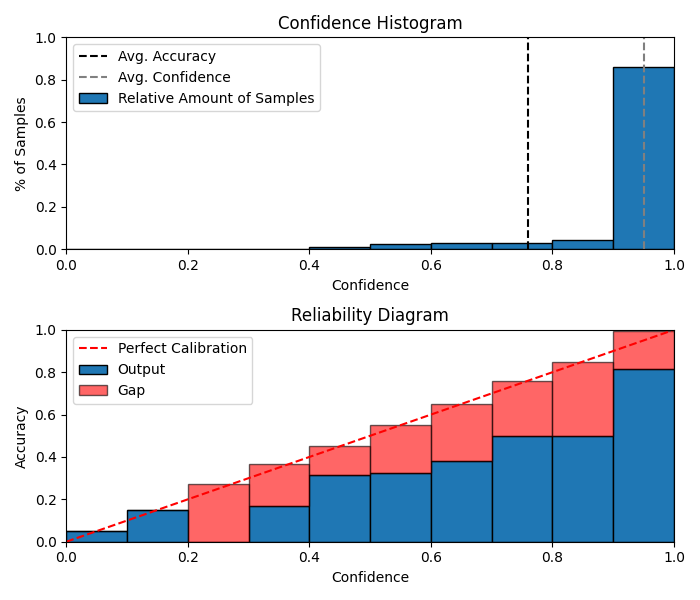 Confidence Histogram
1.0
0.8
0.6
0.4
0.2
0.0
% of Samples
Avg. Accuracy
Avg. Confidence
Relative Amount of Samples
0.0 0.2 0.4 0.6 0.8 1.0
Confidence
Reliability Diagram
1.0
0.8
0.6
0.4
0.2
0.0
Accuracy
Perfect Calibration
Output
Gap
0.0 0.2 0.4 0.6 0.8 1.0
Confidence